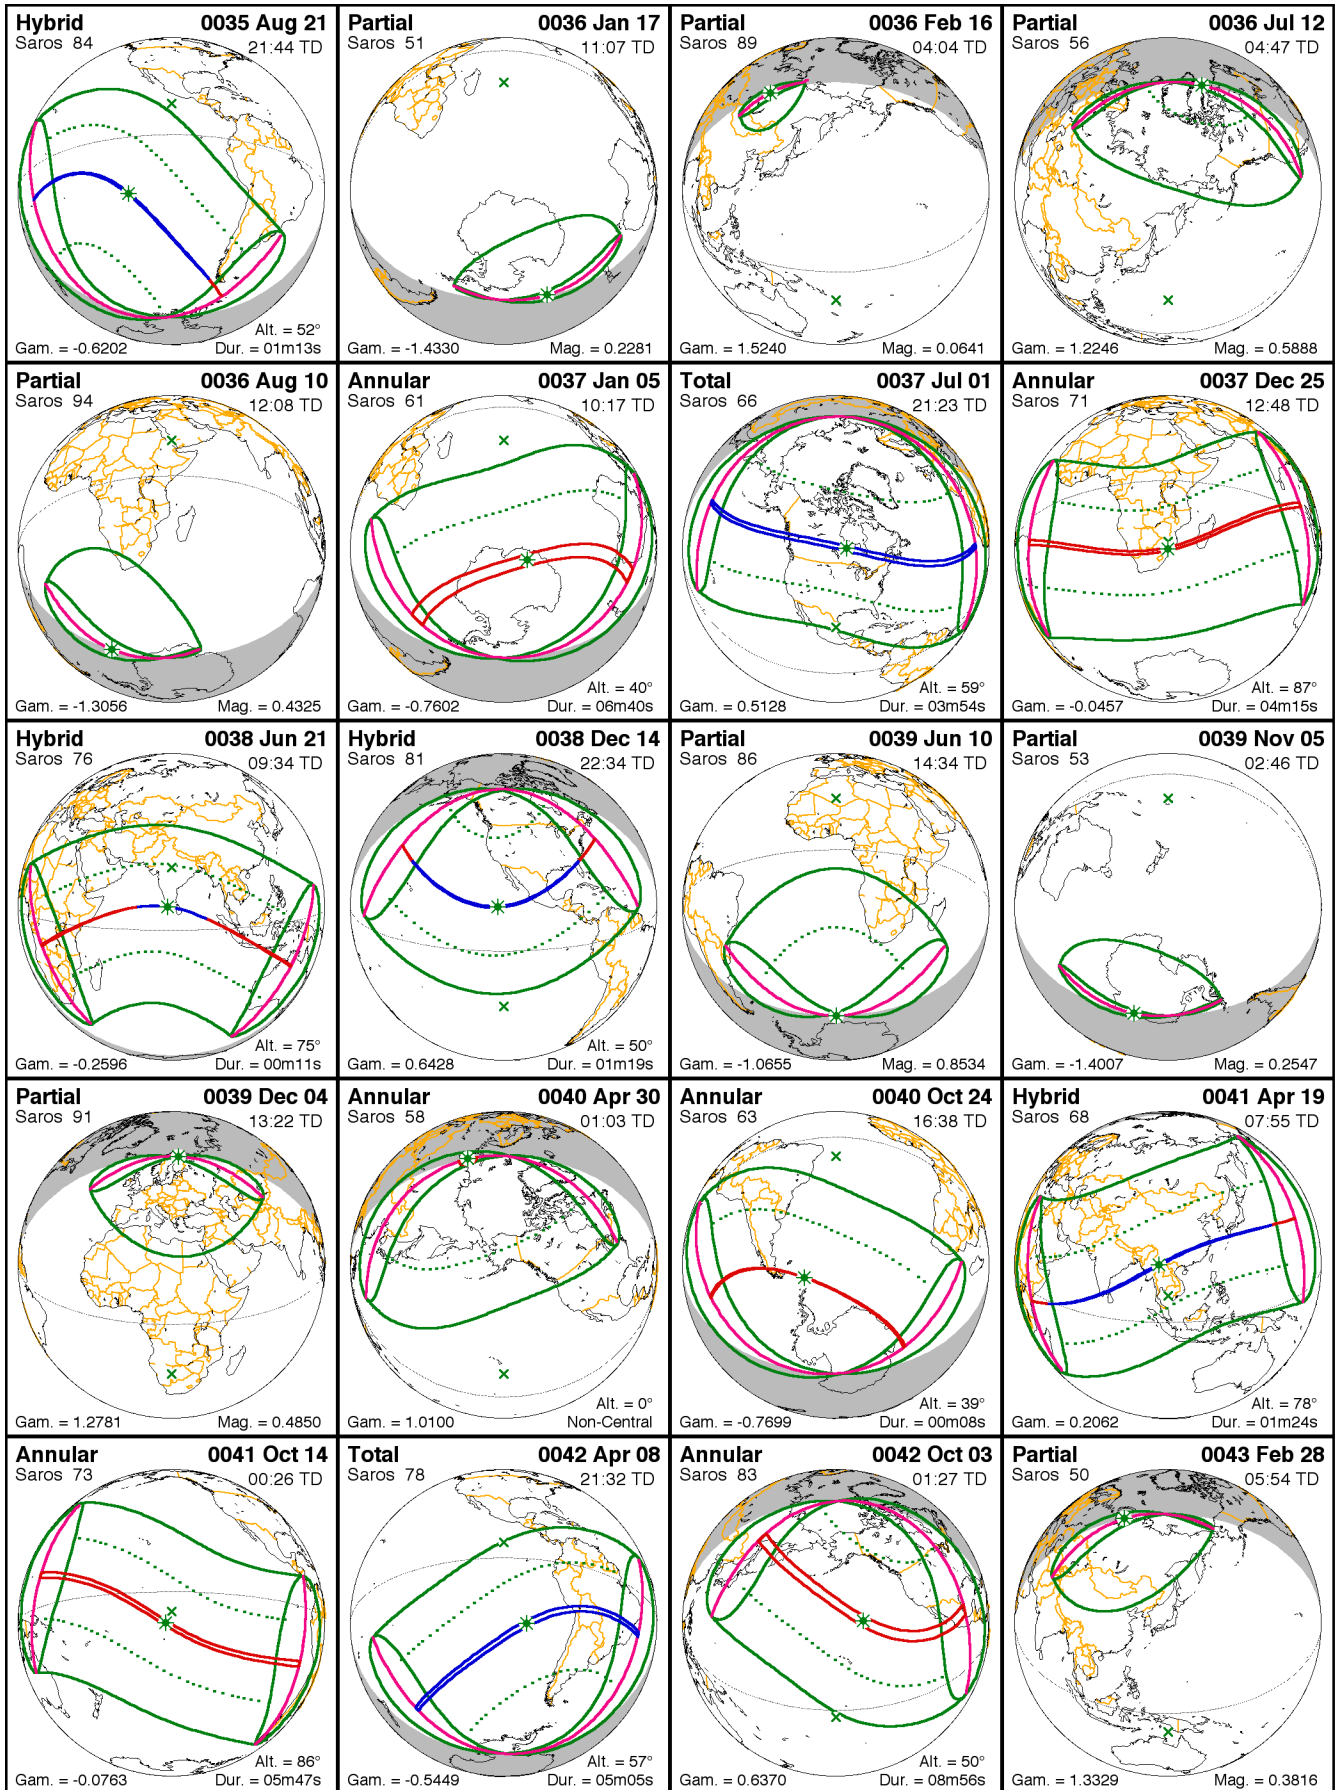 Hybrid 0035 Aug 21
Saros 84 21:44 TD
Alt. = 52°
Gam. = -0.6202 Dur. = 01m13s
Partial 0036 Jan 17
Saros 51 11:07 TD
Gam. = -1.4330 Mag. = 0.2281
Partial 0036 Feb 16
Saros 89 04:04 TD
Gam. = 1.5240 Mag. = 0.0641
Partial 0036 Jul 12
Saros 56 04:47 TD
Gam. = 1.2246 Mag. = 0.5888
Partial 0036 Aug 10
Saros 94 12:08 TD
Gam. = -1.3056 Mag. = 0.4325
Annular 0037 Jan 05
Saros 61 10:17 TD
Alt. = 40°
Gam. = -0.7602 Dur. = 06m40s
Total 0037 Jul 01
Saros 66 21:23 TD
Alt. = 59°
Gam. = 0.5128 Dur. = 03m54s
Annular 0037 Dec 25
Saros 71 12:48 TD
Alt. = 87°
Gam. = -0.0457 Dur. = 04m15s
Hybrid 0038 Jun 21
Saros 76 09:34 TD
Alt. = 75°
Gam. = -0.2596 Dur. = 00m11s
Hybrid 0038 Dec 14
Saros 81 22:34 TD
Alt. = 50°
Gam. = 0.6428 Dur. = 01m19s
Partial 0039 Jun 10
Saros 86 14:34 TD
Gam. = -1.0655 Mag. = 0.8534
Partial 0039 Nov 05
Saros 53 02:46 TD
Gam. = -1.4007 Mag. = 0.2547
Partial 0039 Dec 04
Saros 91 13:22 TD
Gam. = 1.2781 Mag. = 0.4850
Annular 0040 Apr 30
Saros 58 01:03 TD
Alt. = 0°
Gam. = 1.0100 Non-Central
Annular 0040 Oct 24
Saros 63 16:38 TD
Alt. = 39°
Gam. = -0.7699 Dur. = 00m08s
Hybrid 0041 Apr 19
Saros 68 07:55 TD
Alt. = 78°
Gam. = 0.2062 Dur. = 01m24s
Annular 0041 Oct 14
Saros 73 00:26 TD
Alt. = 86°
Gam. = -0.0763 Dur. = 05m47s
Total 0042 Apr 08
Saros 78 21:32 TD
Alt. = 57°
Gam. = -0.5449 Dur. = 05m05s
Annular 0042 Oct 03
Saros 83 01:27 TD
Alt. = 50°
Gam. = 0.6370 Dur. = 08m56s
Partial 0043 Feb 28
Saros 50 05:54 TD
Gam. = 1.3329 Mag. = 0.3816